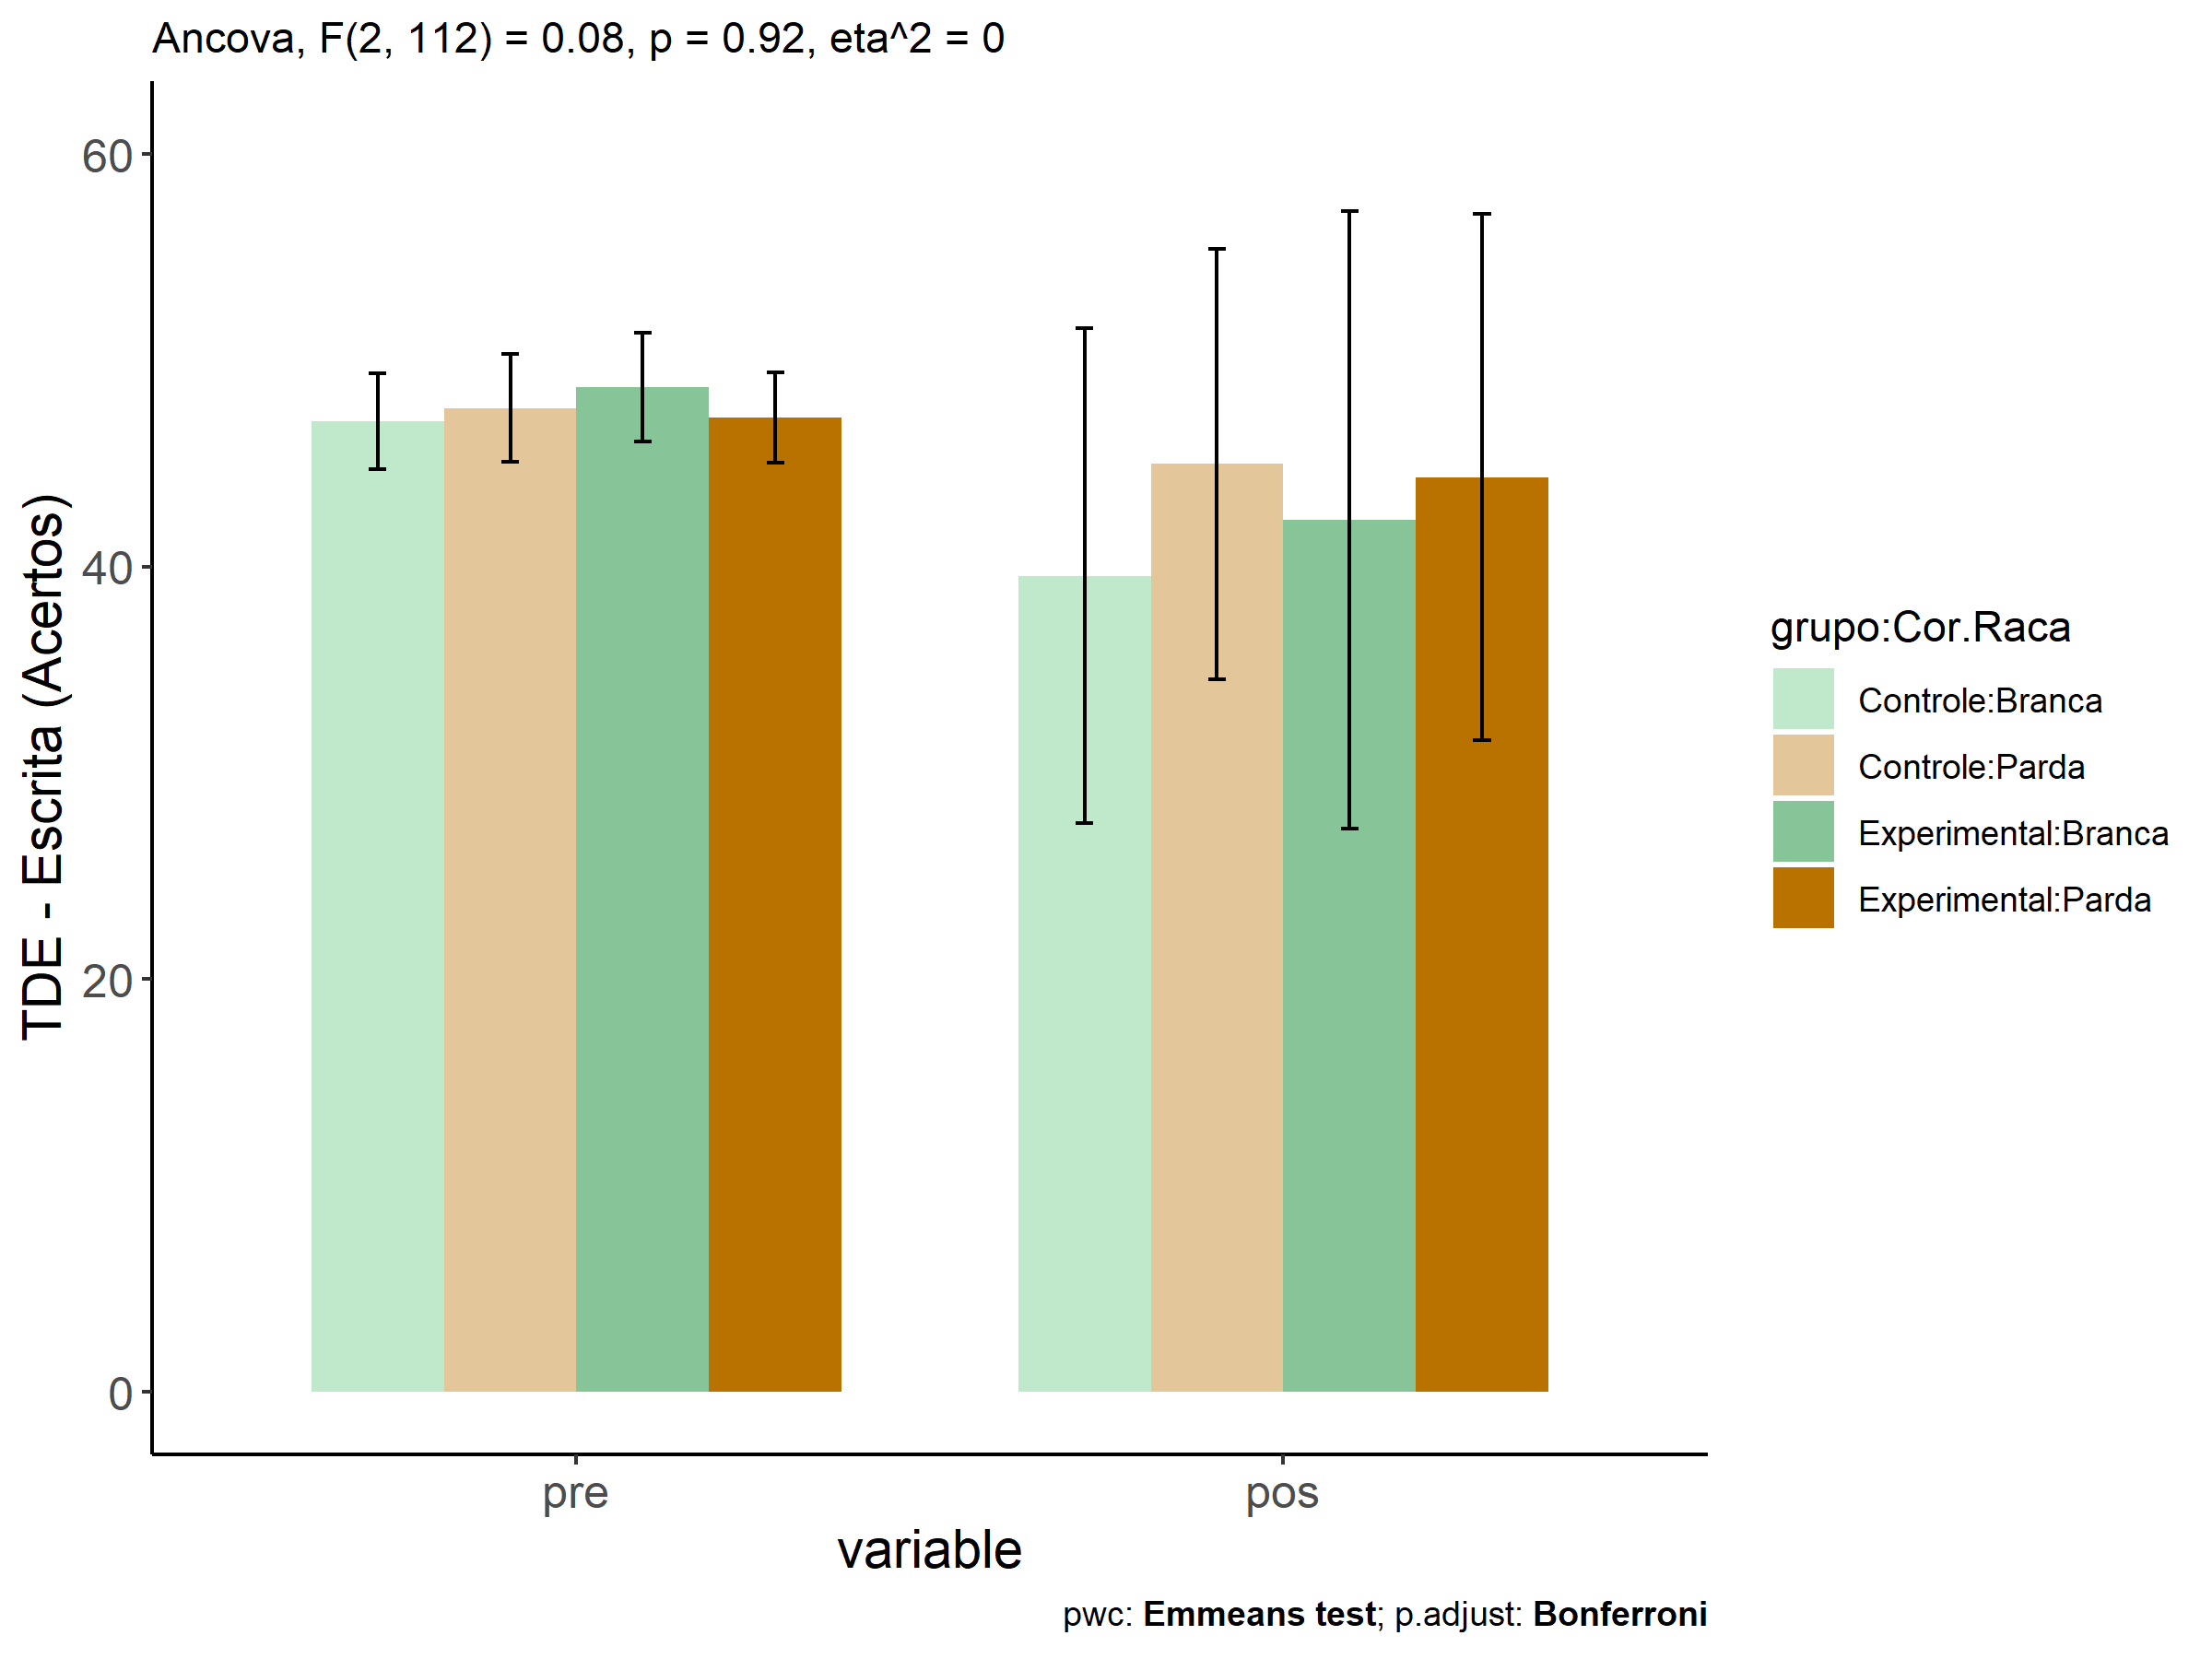 Ancova, F(2, 112) = 0.08, p = 0.92, eta^2 = 0
TDE - Escrita (Acertos)
60
40
20
0
pre
pos
variable
grupo:Cor.Raca
Controle:Branca
Controle:Parda
Experimental:Branca
Experimental:Parda
pwc: Emmeans test; p.adjust: Bonferroni